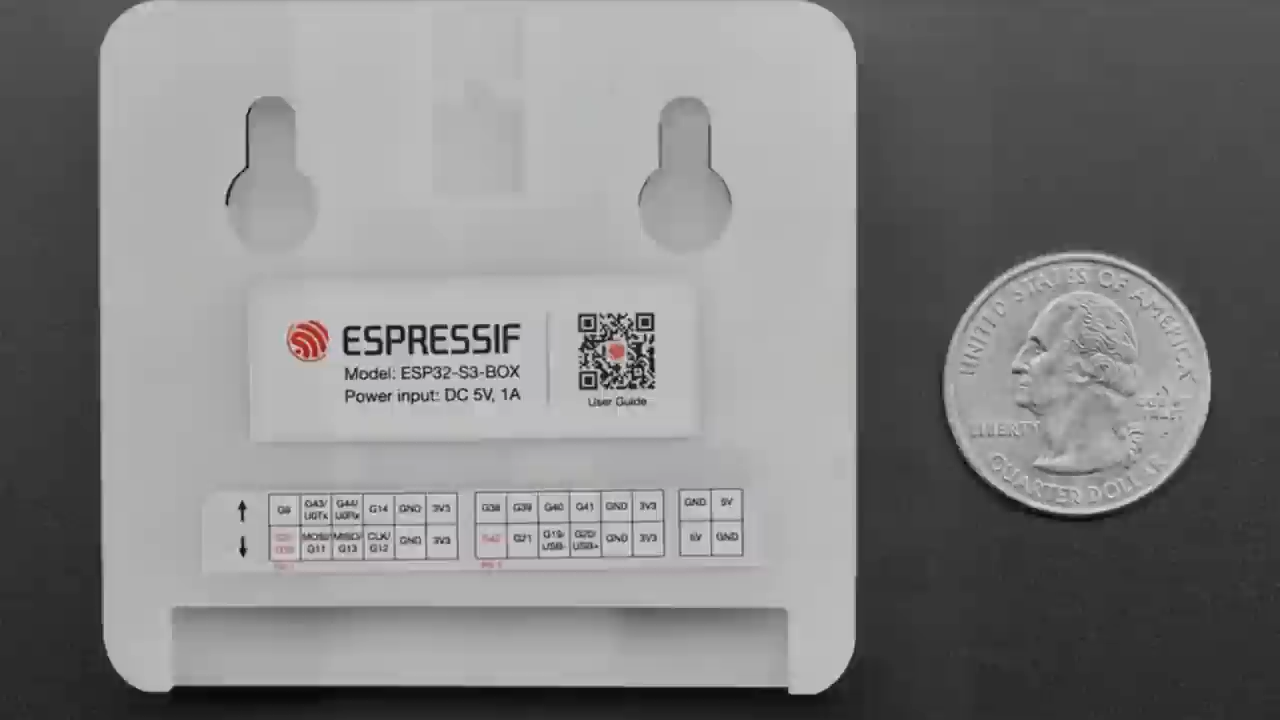 ESPRESSIF
Model: ESP32-S3-BOX
Power input: DC 5V, 1A
User Guide
G43/ G44/ G14 GND 3V3 G38 G39 G40 G41 GND 3V3 GND 5V
U0Tx U0Rx
MOSI/ MISO/ CLK/ GND 3V3 G42 G21 G19/ G20/ GND 3V3 5V GND
G11 G13 G12 USB- USB+
UNITED STATES OF AMERICA
LIBERTY
QUARTER DOLLAR